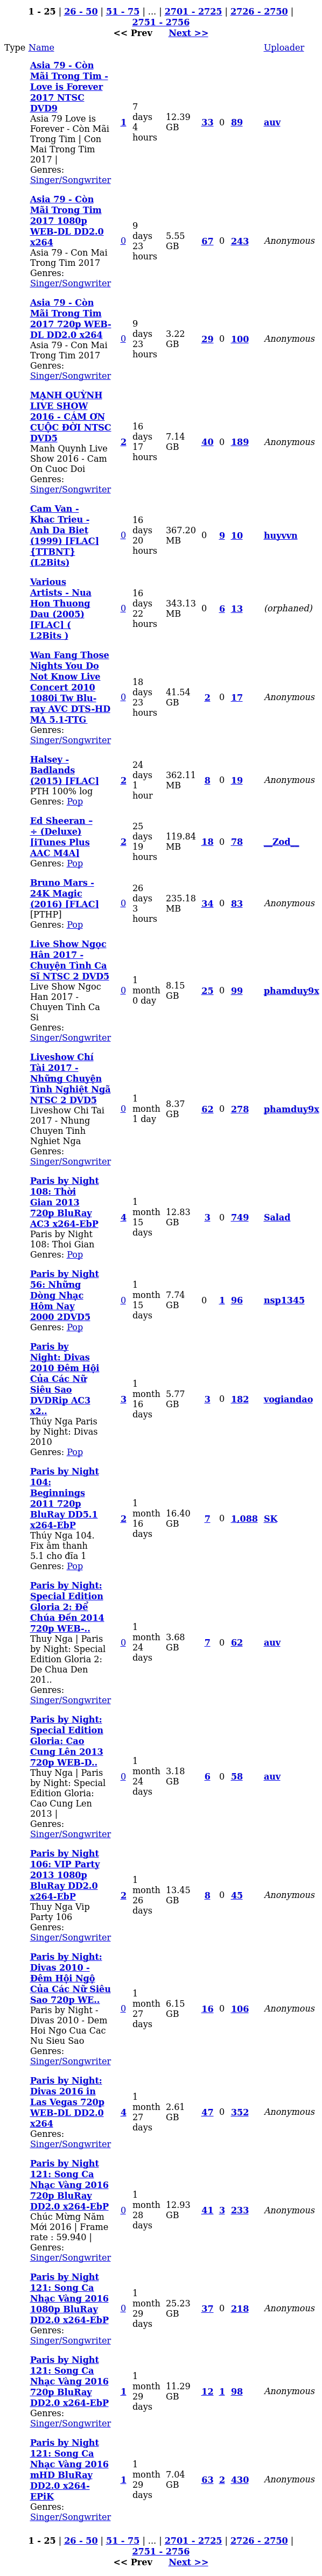 1 - 25 | 26 - 50 | 51 - 75 | ... | 2701 - 2725 | 2726 - 2750 |
2751 - 2756
<< Prev Next >>
Type Name Uploader
Asia 79 - Còn
Mãi Trong Tim -
Love is Forever
2017 NTSC
DVD9
Asia 79 Love is
Forever - Còn Mãi
Trong Tim | Con
Mai Trong Tim
2017 |
Genres:
Singer/Songwriter
1
7
days
4
hours
12.39
GB
33 0 89 auv
Asia 79 - Còn
Mãi Trong Tim
2017 1080p
WEB-DL DD2.0
x264
Asia 79 - Con Mai
Trong Tim 2017
Genres:
Singer/Songwriter
0
9
days
23
hours
5.55
GB
67 0 243 Anonymous
Asia 79 - Còn
Mãi Trong Tim
2017 720p WEB-
DL DD2.0 x264
Asia 79 - Con Mai
Trong Tim 2017
Genres:
Singer/Songwriter
0
9
days
23
hours
3.22
GB
29 0 100 Anonymous
MẠNH QUỲNH
LIVE SHOW
2016 - CÁM ƠN
CUỘC ĐỜI NTSC
DVD5
Manh Quynh Live
Show 2016 - Cam
On Cuoc Doi
Genres:
Singer/Songwriter
2
16
days
17
hours
7.14
GB
40 0 189 Anonymous
Cam Van -
Khac Trieu -
Anh Da Biet
(1999) [FLAC]
{TTBNT}
(L2Bits)
0
16
days
20
hours
367.20
MB
0 9 10 huyvvn
Various
Artists - Nua
Hon Thuong
Dau (2005)
[FLAC] (
L2Bits )
0
16
days
22
hours
343.13
MB
0 6 13 (orphaned)
Wan Fang Those
Nights You Do
Not Know Live
Concert 2010
1080i Tw Blu-
ray AVC DTS-HD
MA 5.1-TTG
Genres:
Singer/Songwriter
0
18
days
23
hours
41.54
GB
2 0 17 Anonymous
Halsey -
Badlands
(2015) [FLAC]
PTH 100% log
Genres: Pop
2
24
days
1
hour
362.11
MB
8 0 19 Anonymous
Ed Sheeran –
÷ (Deluxe)
[iTunes Plus
AAC M4A]
Genres: Pop
2
25
days
19
hours
119.84
MB
18 0 78 __Zod__
Bruno Mars -
24K Magic
(2016) [FLAC]
[PTHP]
Genres: Pop
0
26
days
3
hours
235.18
MB
34 0 83 Anonymous
Live Show Ngọc
Hân 2017 -
Chuyện Tình Ca
Sĩ NTSC 2 DVD5
Live Show Ngoc
Han 2017 -
Chuyen Tinh Ca
Si
Genres:
Singer/Songwriter
0
1
month
0 day
8.15
GB
25 0 99 phamduy9x
Liveshow Chí
Tài 2017 -
Những Chuyện
Tình Nghiệt Ngã
NTSC 2 DVD5
Liveshow Chi Tai
2017 - Nhung
Chuyen Tinh
Nghiet Nga
Genres:
Singer/Songwriter
0
1
month
1 day
8.37
GB
62 0 278 phamduy9x
Paris by Night
108: Thời
Gian 2013
720p BluRay
AC3 x264-EbP
Paris by Night
108: Thoi Gian
Genres: Pop
4
1
month
15
days
12.83
GB
3 0 749 Salad
Paris by Night
56: Những
Dòng Nhạc
Hôm Nay
2000 2DVD5
Genres: Pop
0
1
month
15
days
7.74
GB
0 1 96 nsp1345
Paris by
Night: Divas
2010 Đêm Hội
Của Các Nữ
Siêu Sao
DVDRip AC3
x2..
Thúy Nga Paris
by Night: Divas
2010
Genres: Pop
3
1
month
16
days
5.77
GB
3 0 182 vogiandao
Paris by Night
104:
Beginnings
2011 720p
BluRay DD5.1
x264-EbP
Thúy Nga 104.
Fix âm thanh
5.1 cho đĩa 1
Genres: Pop
2
1
month
16
days
16.40
GB
7 0 1,088 SK
Paris by Night:
Special Edition
Gloria 2: Để
Chúa Đến 2014
720p WEB-..
Thuy Nga | Paris
by Night: Special
Edition Gloria 2:
De Chua Den
201..
Genres:
Singer/Songwriter
0
1
month
24
days
3.68
GB
7 0 62 auv
Paris by Night:
Special Edition
Gloria: Cao
Cung Lên 2013
720p WEB-D..
Thuy Nga | Paris
by Night: Special
Edition Gloria:
Cao Cung Len
2013 |
Genres:
Singer/Songwriter
0
1
month
24
days
3.18
GB
6 0 58 auv
Paris by Night
106: VIP Party
2013 1080p
BluRay DD2.0
x264-EbP
Thuy Nga Vip
Party 106
Genres:
Singer/Songwriter
2
1
month
26
days
13.45
GB
8 0 45 Anonymous
Paris by Night:
Divas 2010 -
Đêm Hội Ngộ
Của Các Nữ Siêu
Sao 720p WE..
Paris by Night -
Divas 2010 - Dem
Hoi Ngo Cua Cac
Nu Sieu Sao
Genres:
Singer/Songwriter
0
1
month
27
days
6.15
GB
16 0 106 Anonymous
Paris by Night:
Divas 2016 in
Las Vegas 720p
WEB-DL DD2.0
x264
Genres:
Singer/Songwriter
4
1
month
27
days
2.61
GB
47 0 352 Anonymous
Paris by Night
121: Song Ca
Nhạc Vàng 2016
720p BluRay
DD2.0 x264-EbP
Chúc Mừng Năm
Mới 2016 | Frame
rate : 59.940 |
Genres:
Singer/Songwriter
0
1
month
28
days
12.93
GB
41 3 233 Anonymous
Paris by Night
121: Song Ca
Nhạc Vàng 2016
1080p BluRay
DD2.0 x264-EbP
Genres:
Singer/Songwriter
0
1
month
29
days
25.23
GB
37 0 218 Anonymous
Paris by Night
121: Song Ca
Nhạc Vàng 2016
720p BluRay
DD2.0 x264-EbP
Genres:
Singer/Songwriter
1
1
month
29
days
11.29
GB
12 1 98 Anonymous
Paris by Night
121: Song Ca
Nhạc Vàng 2016
mHD BluRay
DD2.0 x264-
EPiK
Genres:
Singer/Songwriter
1
1
month
29
days
7.04
GB
63 2 430 Anonymous
1 - 25 | 26 - 50 | 51 - 75 | ... | 2701 - 2725 | 2726 - 2750 |
2751 - 2756
<< Prev Next >>